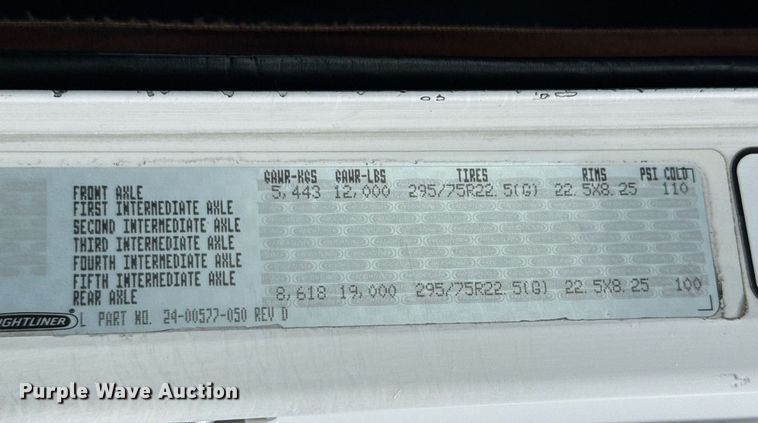 GAWR-KGS GAWR-LBS TIRES RIMS PSI COLD
FRONT AXLE 5,443 12,000 295/75R22.5(G) 22.5X8.25 110
FIRST INTERMEDIATE AXLE
SECOND INTERMEDIATE AXLE
THIRD INTERMEDIATE AXLE
FOURTH INTERMEDIATE AXLE
FIFTH INTERMEDIATE AXLE
REAR AXLE 8,618 19,000 295/75R22.5(G) 22.5X8.25 100
IGHTLINER L PART NO. 24-00577-050 REV D
Purple Wave Auction